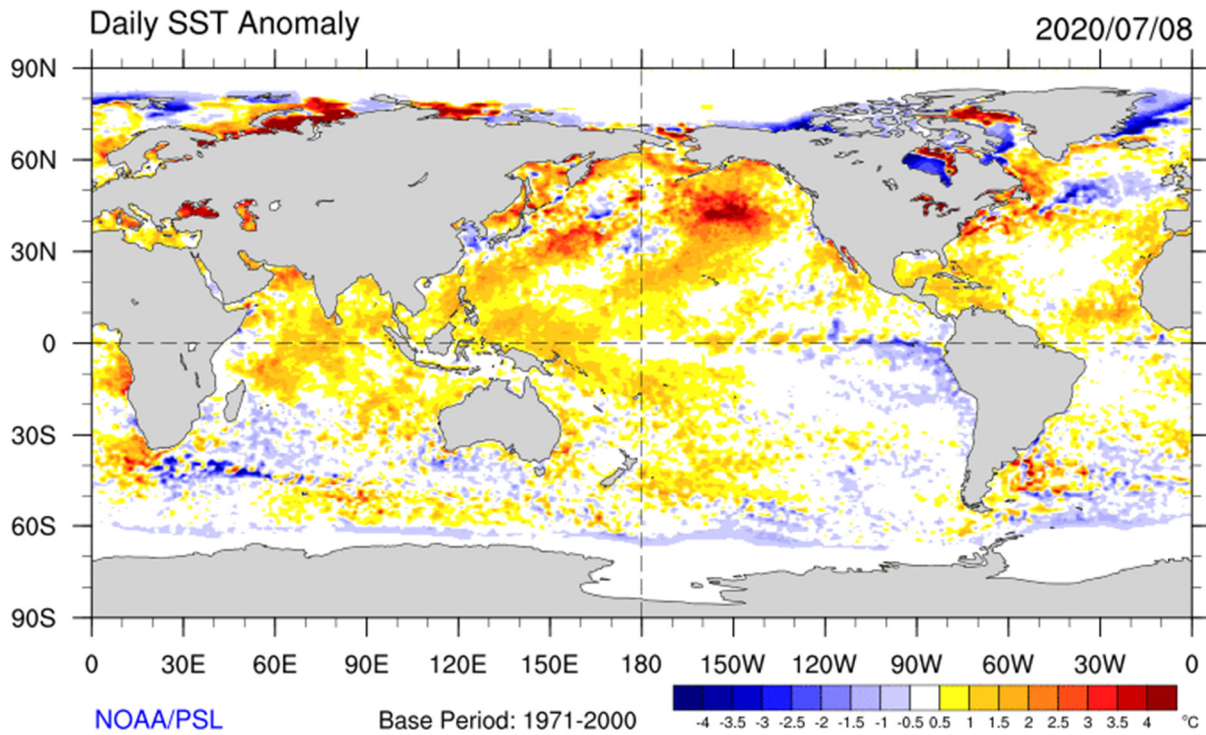 Daily SST Anomaly 2020/07/08
90N
60N
30N
0
30S
60S
90S
0 30E 60E 90E 120E 150E 180 150W 120W 90W 60W 30W 0
NOAA/PSL Base Period: 1971-2000
-4 -3.5 -3 -2.5 -2 -1.5 -1 -0.5 0.5 1 1.5 2 2.5 3 3.5 4 °C